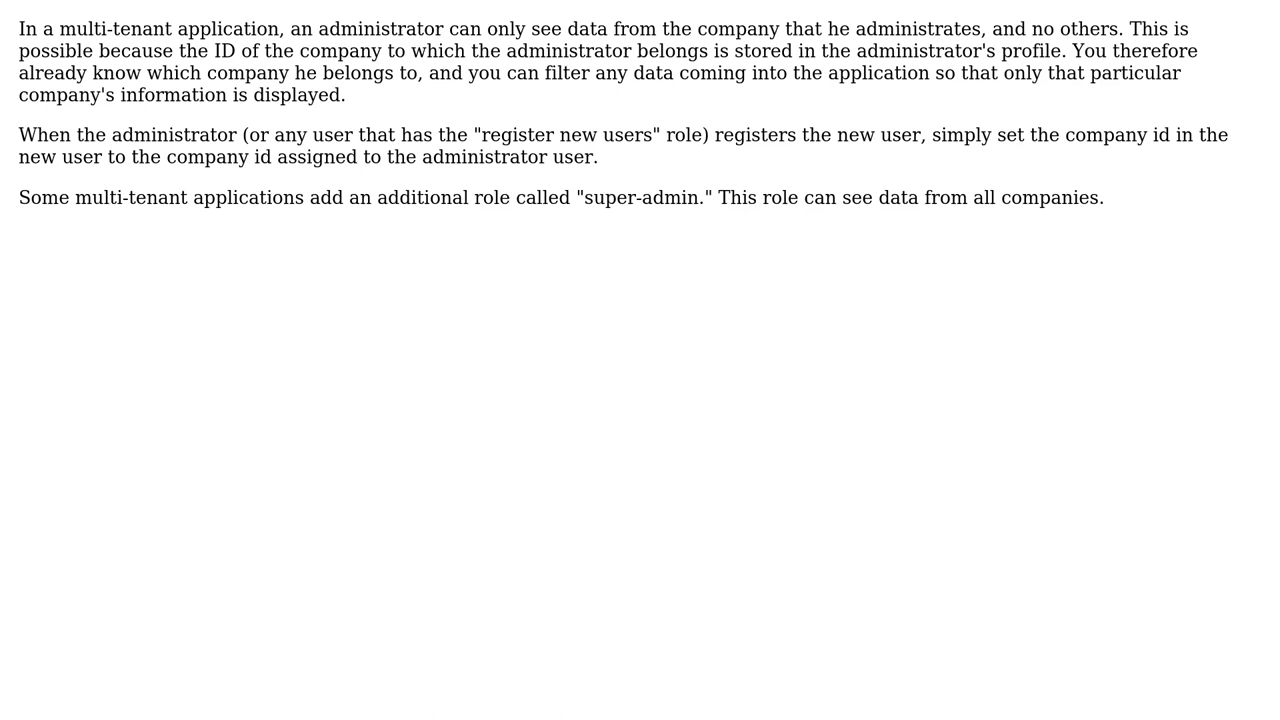 In a multi-tenant application, an administrator can only see data from the company that he administrates, and no others. This is
possible because the ID of the company to which the administrator belongs is stored in the administrator's profile. You therefore
already know which company he belongs to, and you can filter any data coming into the application so that only that particular
company's information is displayed.
When the administrator (or any user that has the "register new users" role) registers the new user, simply set the company id in the
new user to the company id assigned to the administrator user.
Some multi-tenant applications add an additional role called "super-admin." This role can see data from all companies.